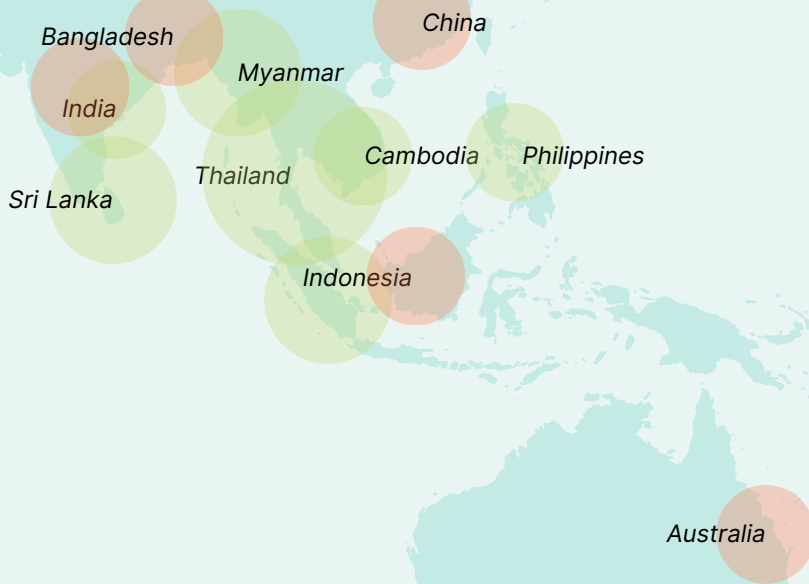 China
Bangladesh
Myanmar
India
Cambodia
Philippines
Thailand
Sri Lanka
Indonesia
Australia